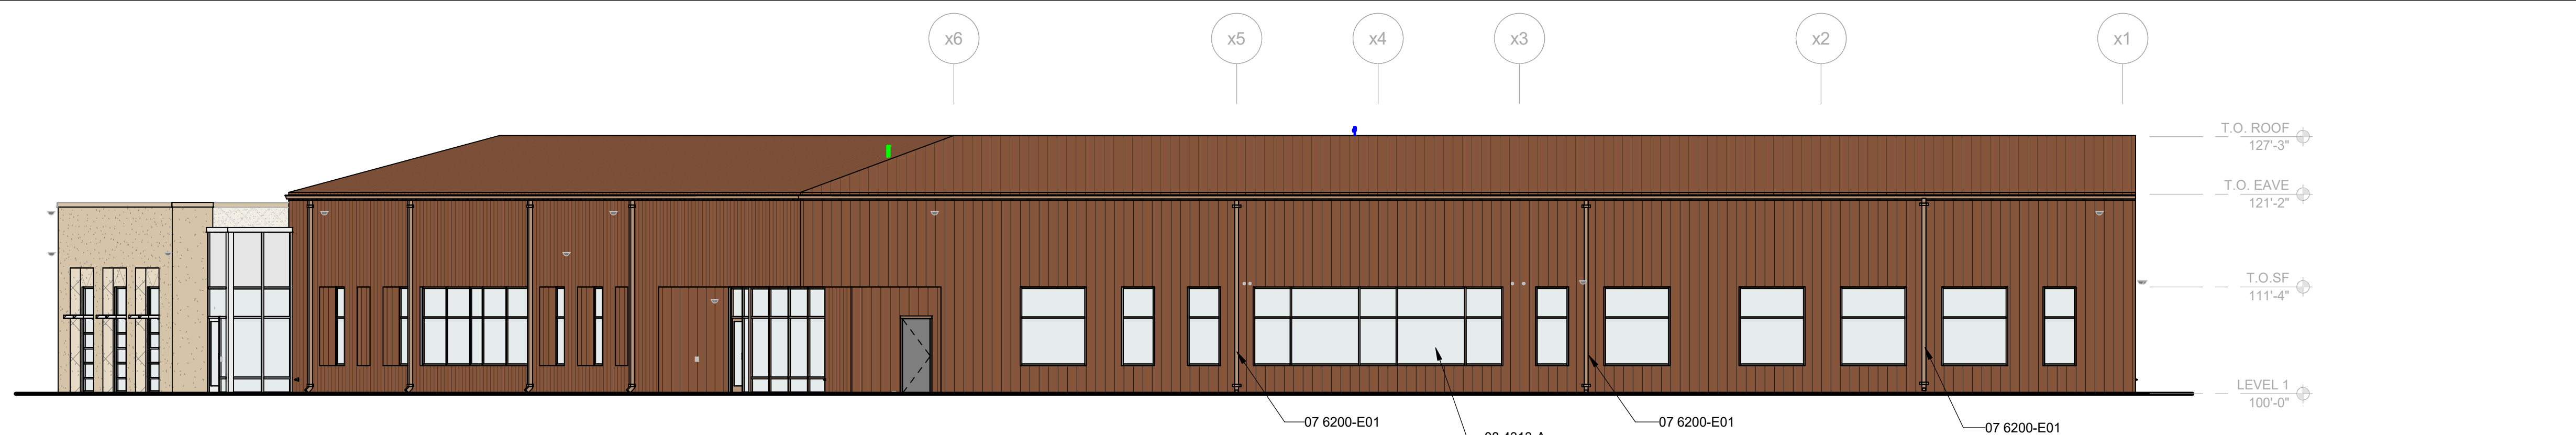 x6
x5
x4
x3
x2
x1
T.O. ROOF
127'-3"
T.O. EAVE
121'-2"
T.O.SF
111'-4"
LEVEL 1
100'-0"
07 6200-E01
07 6200-E01
07 6200-E01